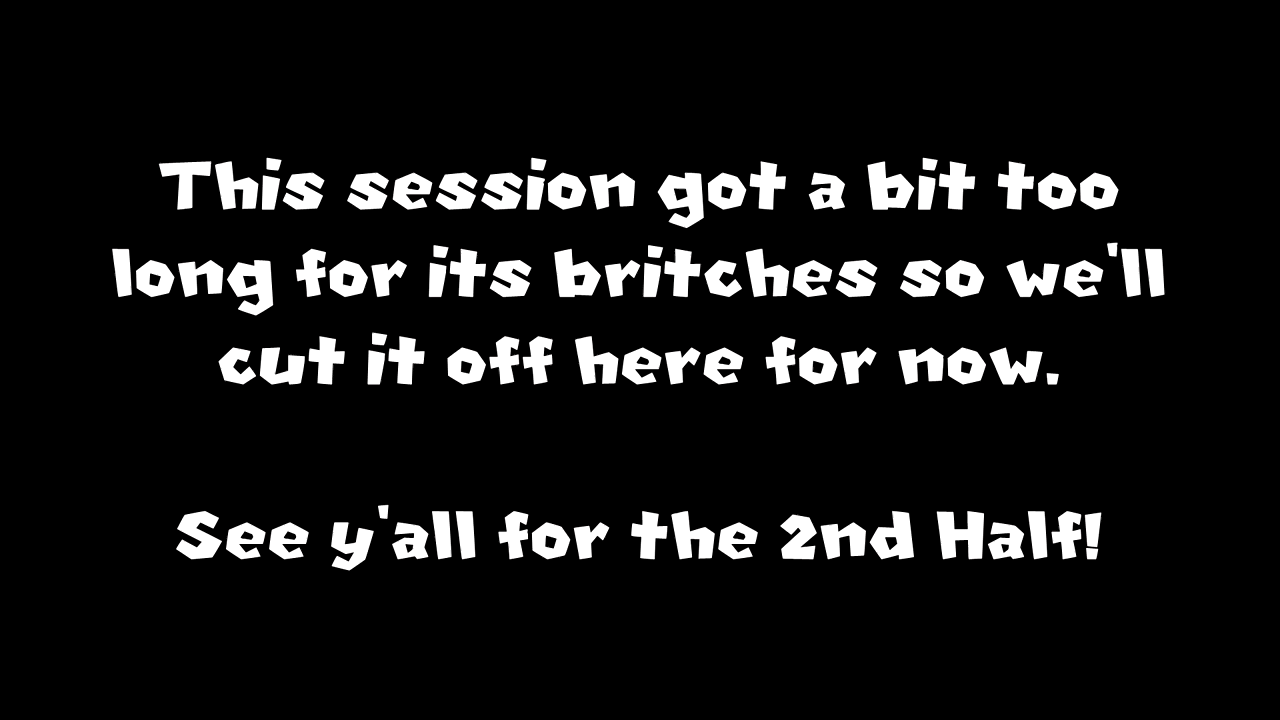 This session got a bit too
long for its britches so we'll
cut it off here for now.
See y'all for the 2nd Half!